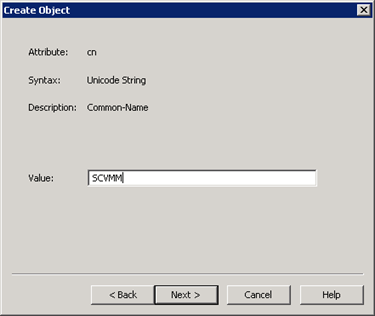 Create Object
Attribute: cn
Syntax: Unicode String
Description: Common-Name
Value: SCVMM
< Back Next > Cancel Help